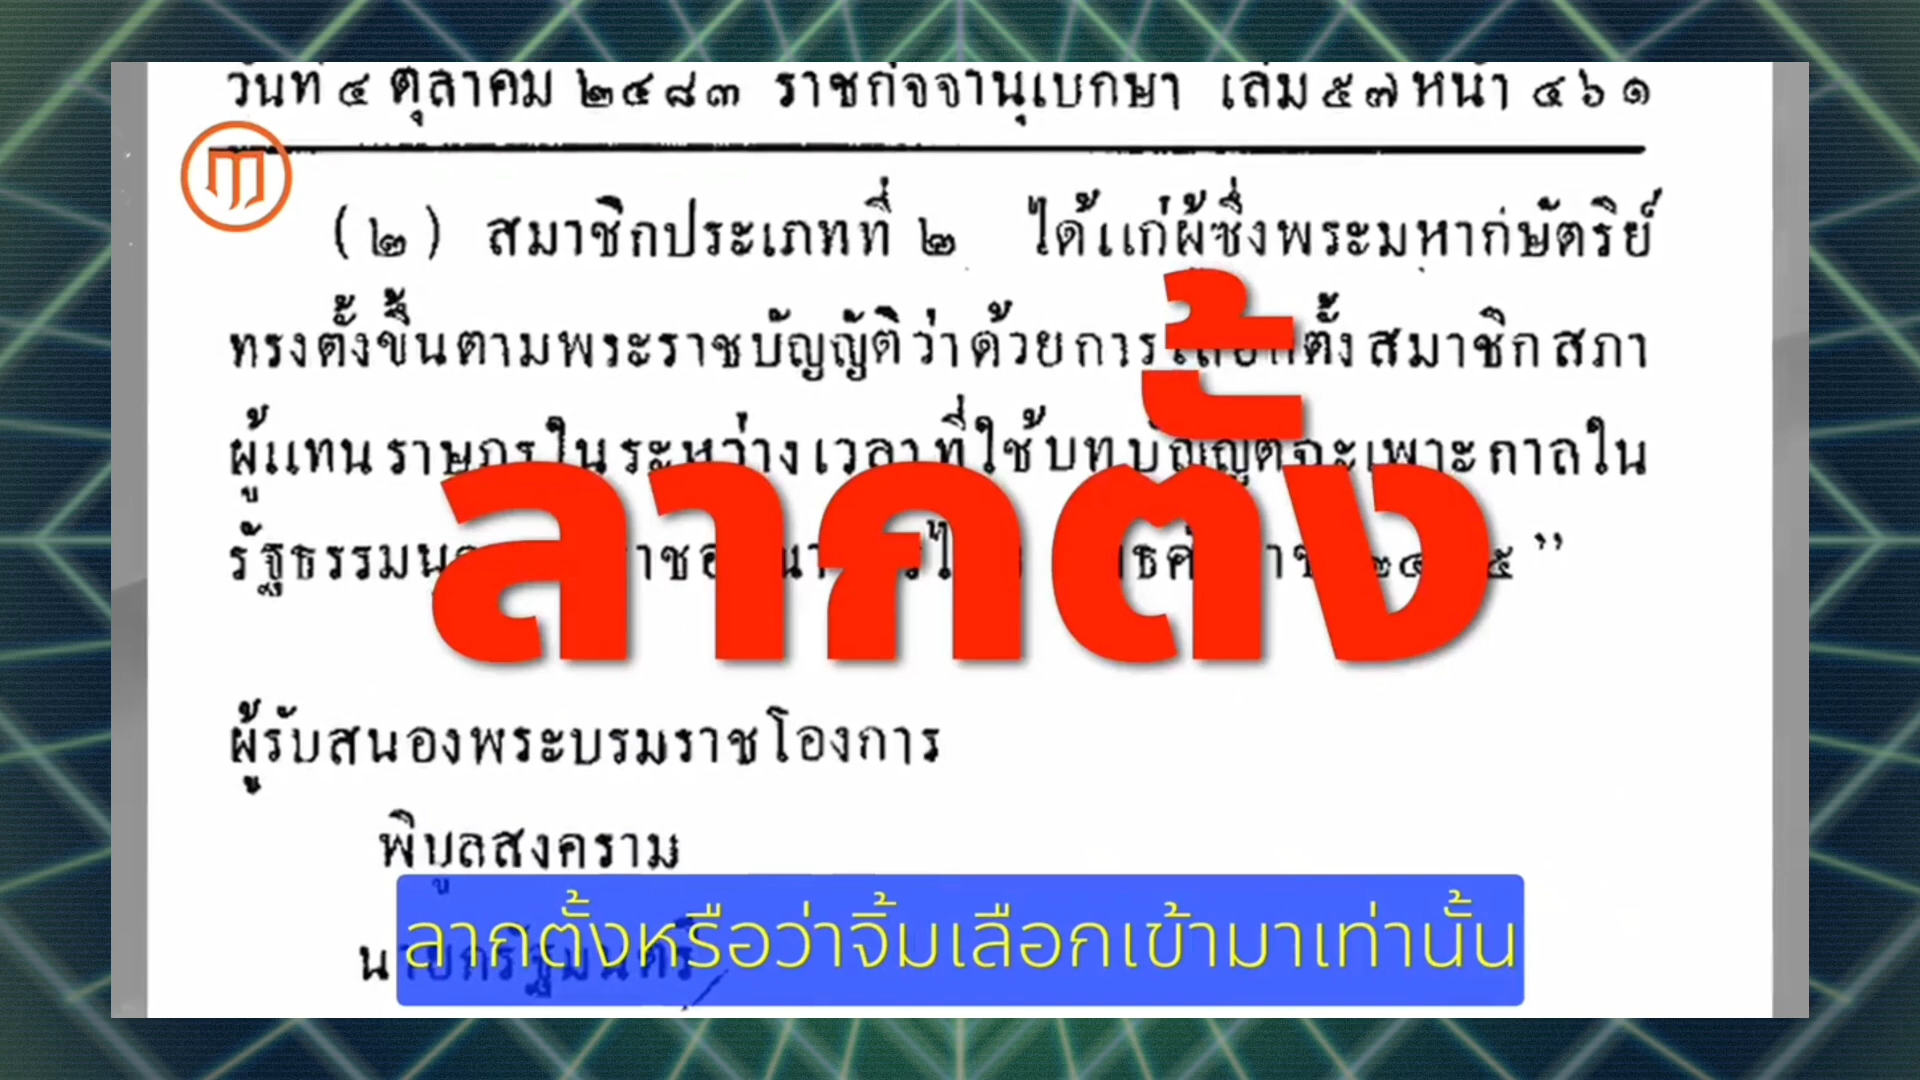 วันที่ ๔ ตุลาคม ๒๔๘๓ ราชกิจจานุเบกษา เล่ม ๕๗ หน้า ๔๖๑
(๒) สมาชิกประเภทที่ ๒ ได้แก่ผู้ซึ่งพระมหากษัตริย์
ทรงตั้งขึ้นตามพระราชบัญญัติว่าด้วยการเลือกตั้งสมาชิกสภา
ผู้แทนราษฎรในระหว่างเวลาที่ใช้บทบัญญัติฉะเพาะกาลใน
ลากตั้ง
ผู้รับสนองพระบรมราชโองการ
พิบูลสงคราม
นายกรัฐมนตรี
ลากตั้งหรือว่าจิ้มเลือกเข้ามาเท่านั้น